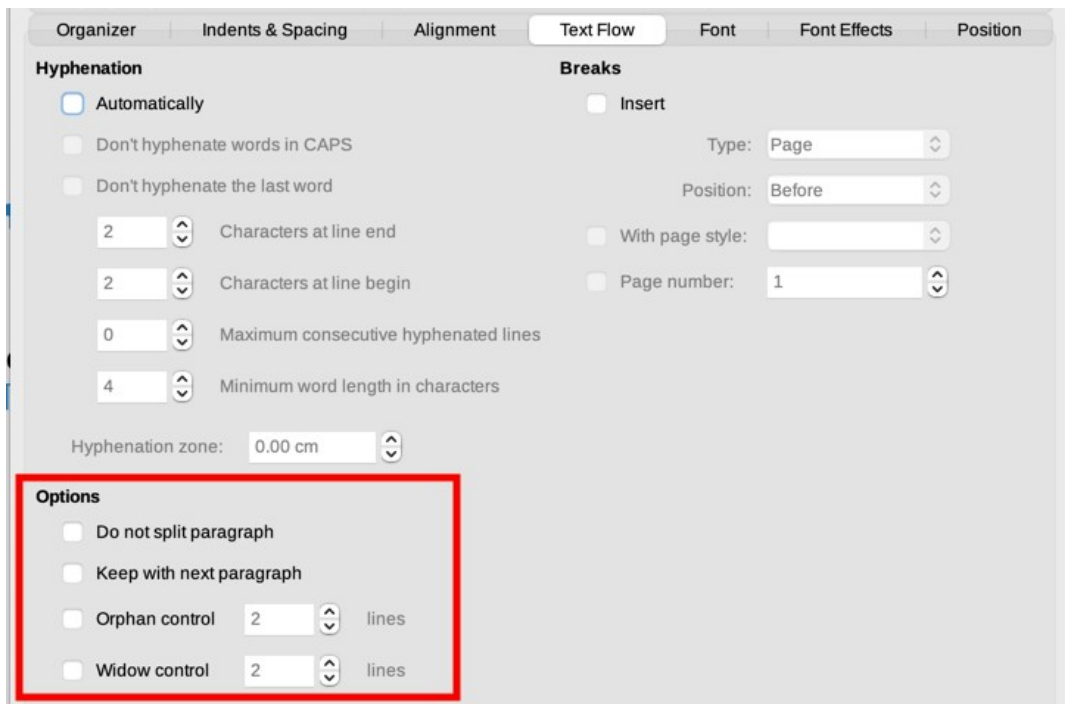 Organizer Indents & Spacing Alignment Text Flow Font Font Effects Position
Hyphenation
Automatically
Don't hyphenate words in CAPS
Don't hyphenate the last word
2 Characters at line end
2 Characters at line begin
0 Maximum consecutive hyphenated lines
4 Minimum word length in characters
Hyphenation zone: 0.00 cm
Breaks
Insert
Type: Page
Position: Before
With page style:
Page number: 1
Options
Do not split paragraph
Keep with next paragraph
Orphan control 2 lines
Widow control 2 lines